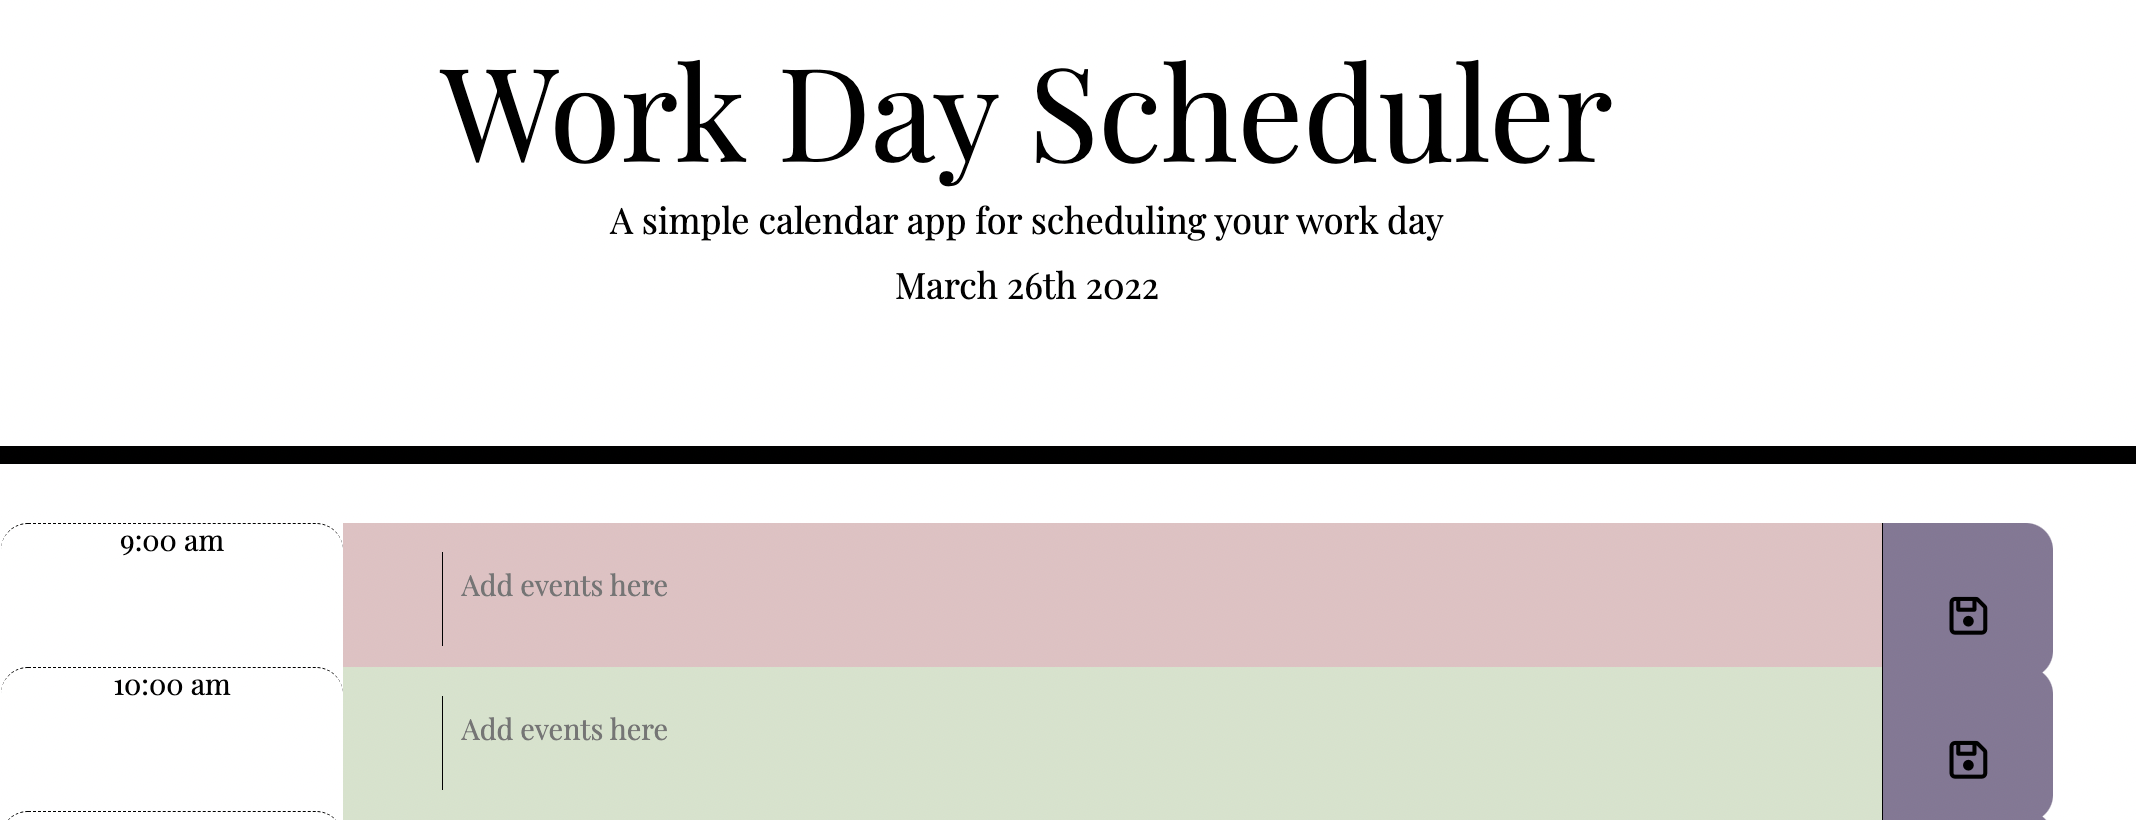 Work Day Scheduler
A simple calendar app for scheduling your work day
March 26th 2022
9:00 am
Add events here
10:00 am
Add events here